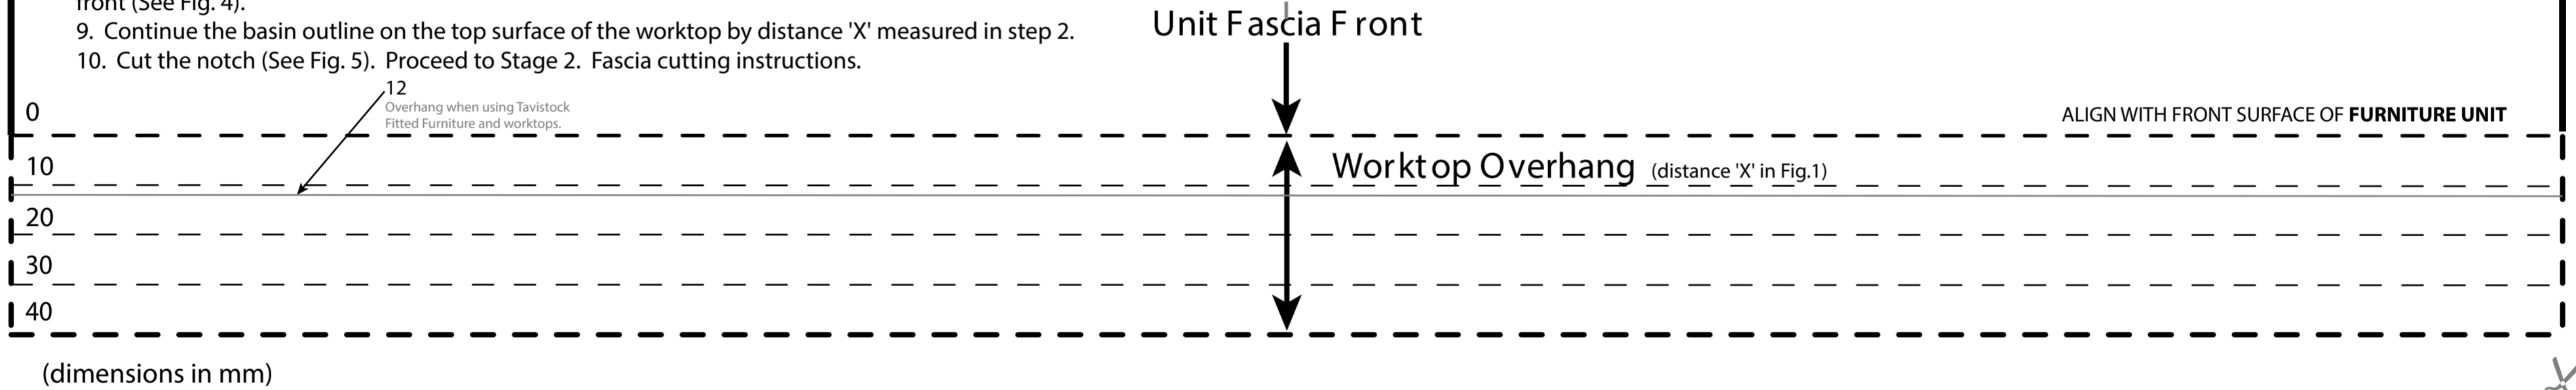 front (See Fig. 4).
9. Continue the basin outline on the top surface of the worktop by distance 'X' measured in step 2.
10. Cut the notch (See Fig. 5). Proceed to Stage 2. Fascia cutting instructions.
Unit Fascia Front
12
Overhang when using Tavistock
Fitted Furniture and worktops.
0
ALIGN WITH FRONT SURFACE OF FURNITURE UNIT
10
Worktop Overhang (distance 'X' in Fig.1)
20
30
40
(dimensions in mm)